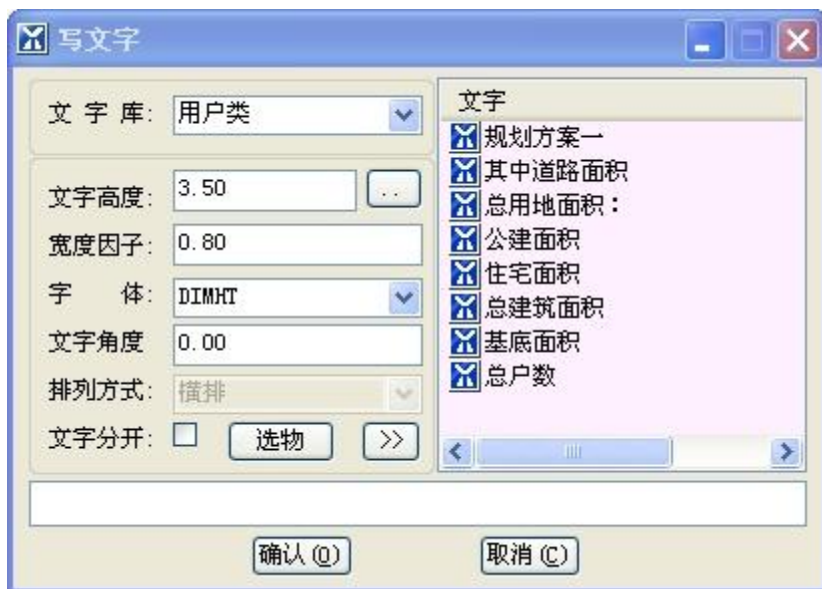 写文字
文字库: 用户类
文字高度: 3.50 ..
宽度因子: 0.80
字体: DIMHT
文字角度 0.00
排列方式: 横排
文字分开: 选物 >>
文字
规划方案一
其中道路面积
总用地面积：
公建面积
住宅面积
总建筑面积
基底面积
总户数
确认(O) 取消(C)